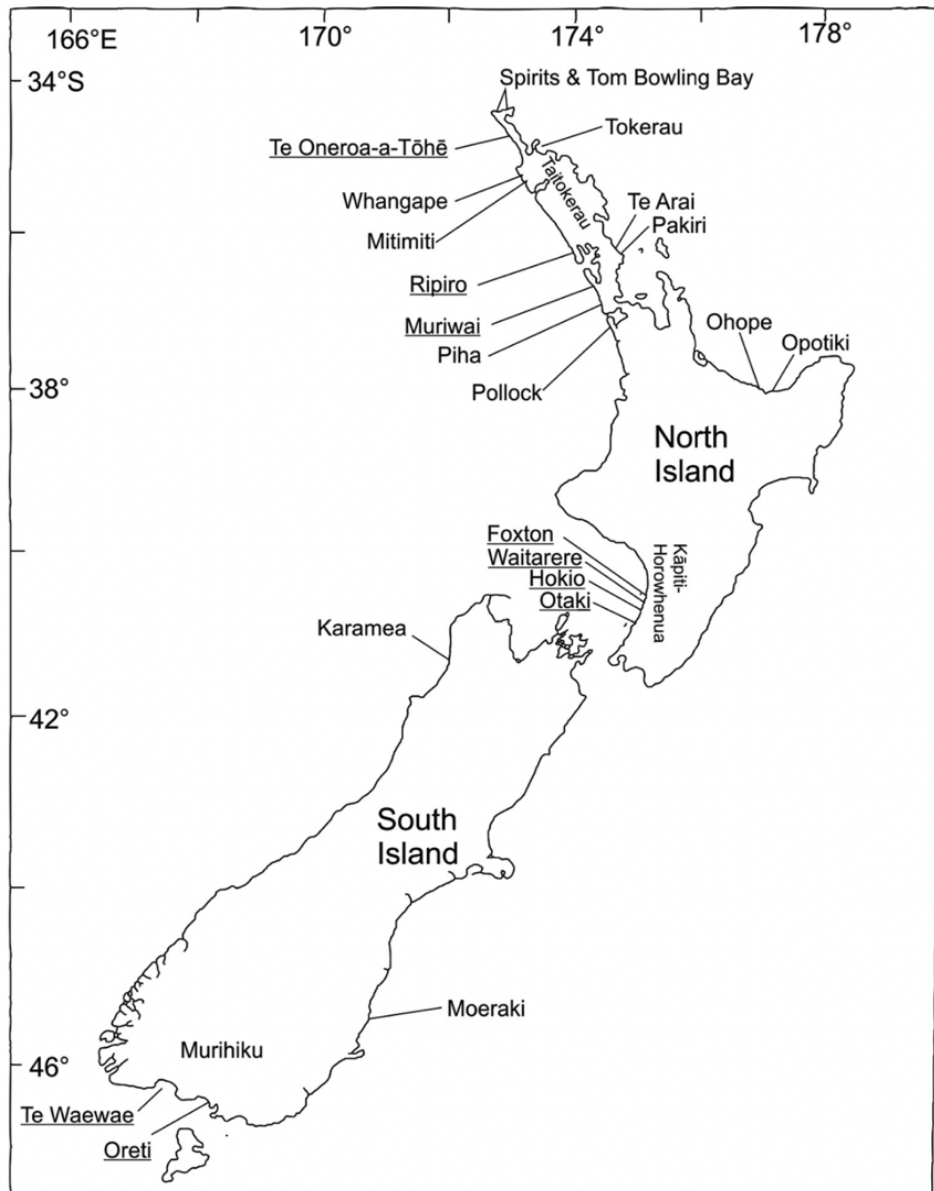 166°E
170°
174°
178°
34°S
Spirits & Tom Bowling Bay
Te Oneroa-a-Tōhē
Tokerau
Whangape
Taitokerau
Te Arai
Pakiri
Mitimiti
Ripiro
Muriwai
Piha
Pollock
Ohope
Opotiki
38°
North
Island
Foxton
Waitarere
Hokio
Otaki
Kāpiti-
Horowhenua
Karamea
42°
South
Island
Moeraki
Murihiku
46°
Te Waewae
Oreti